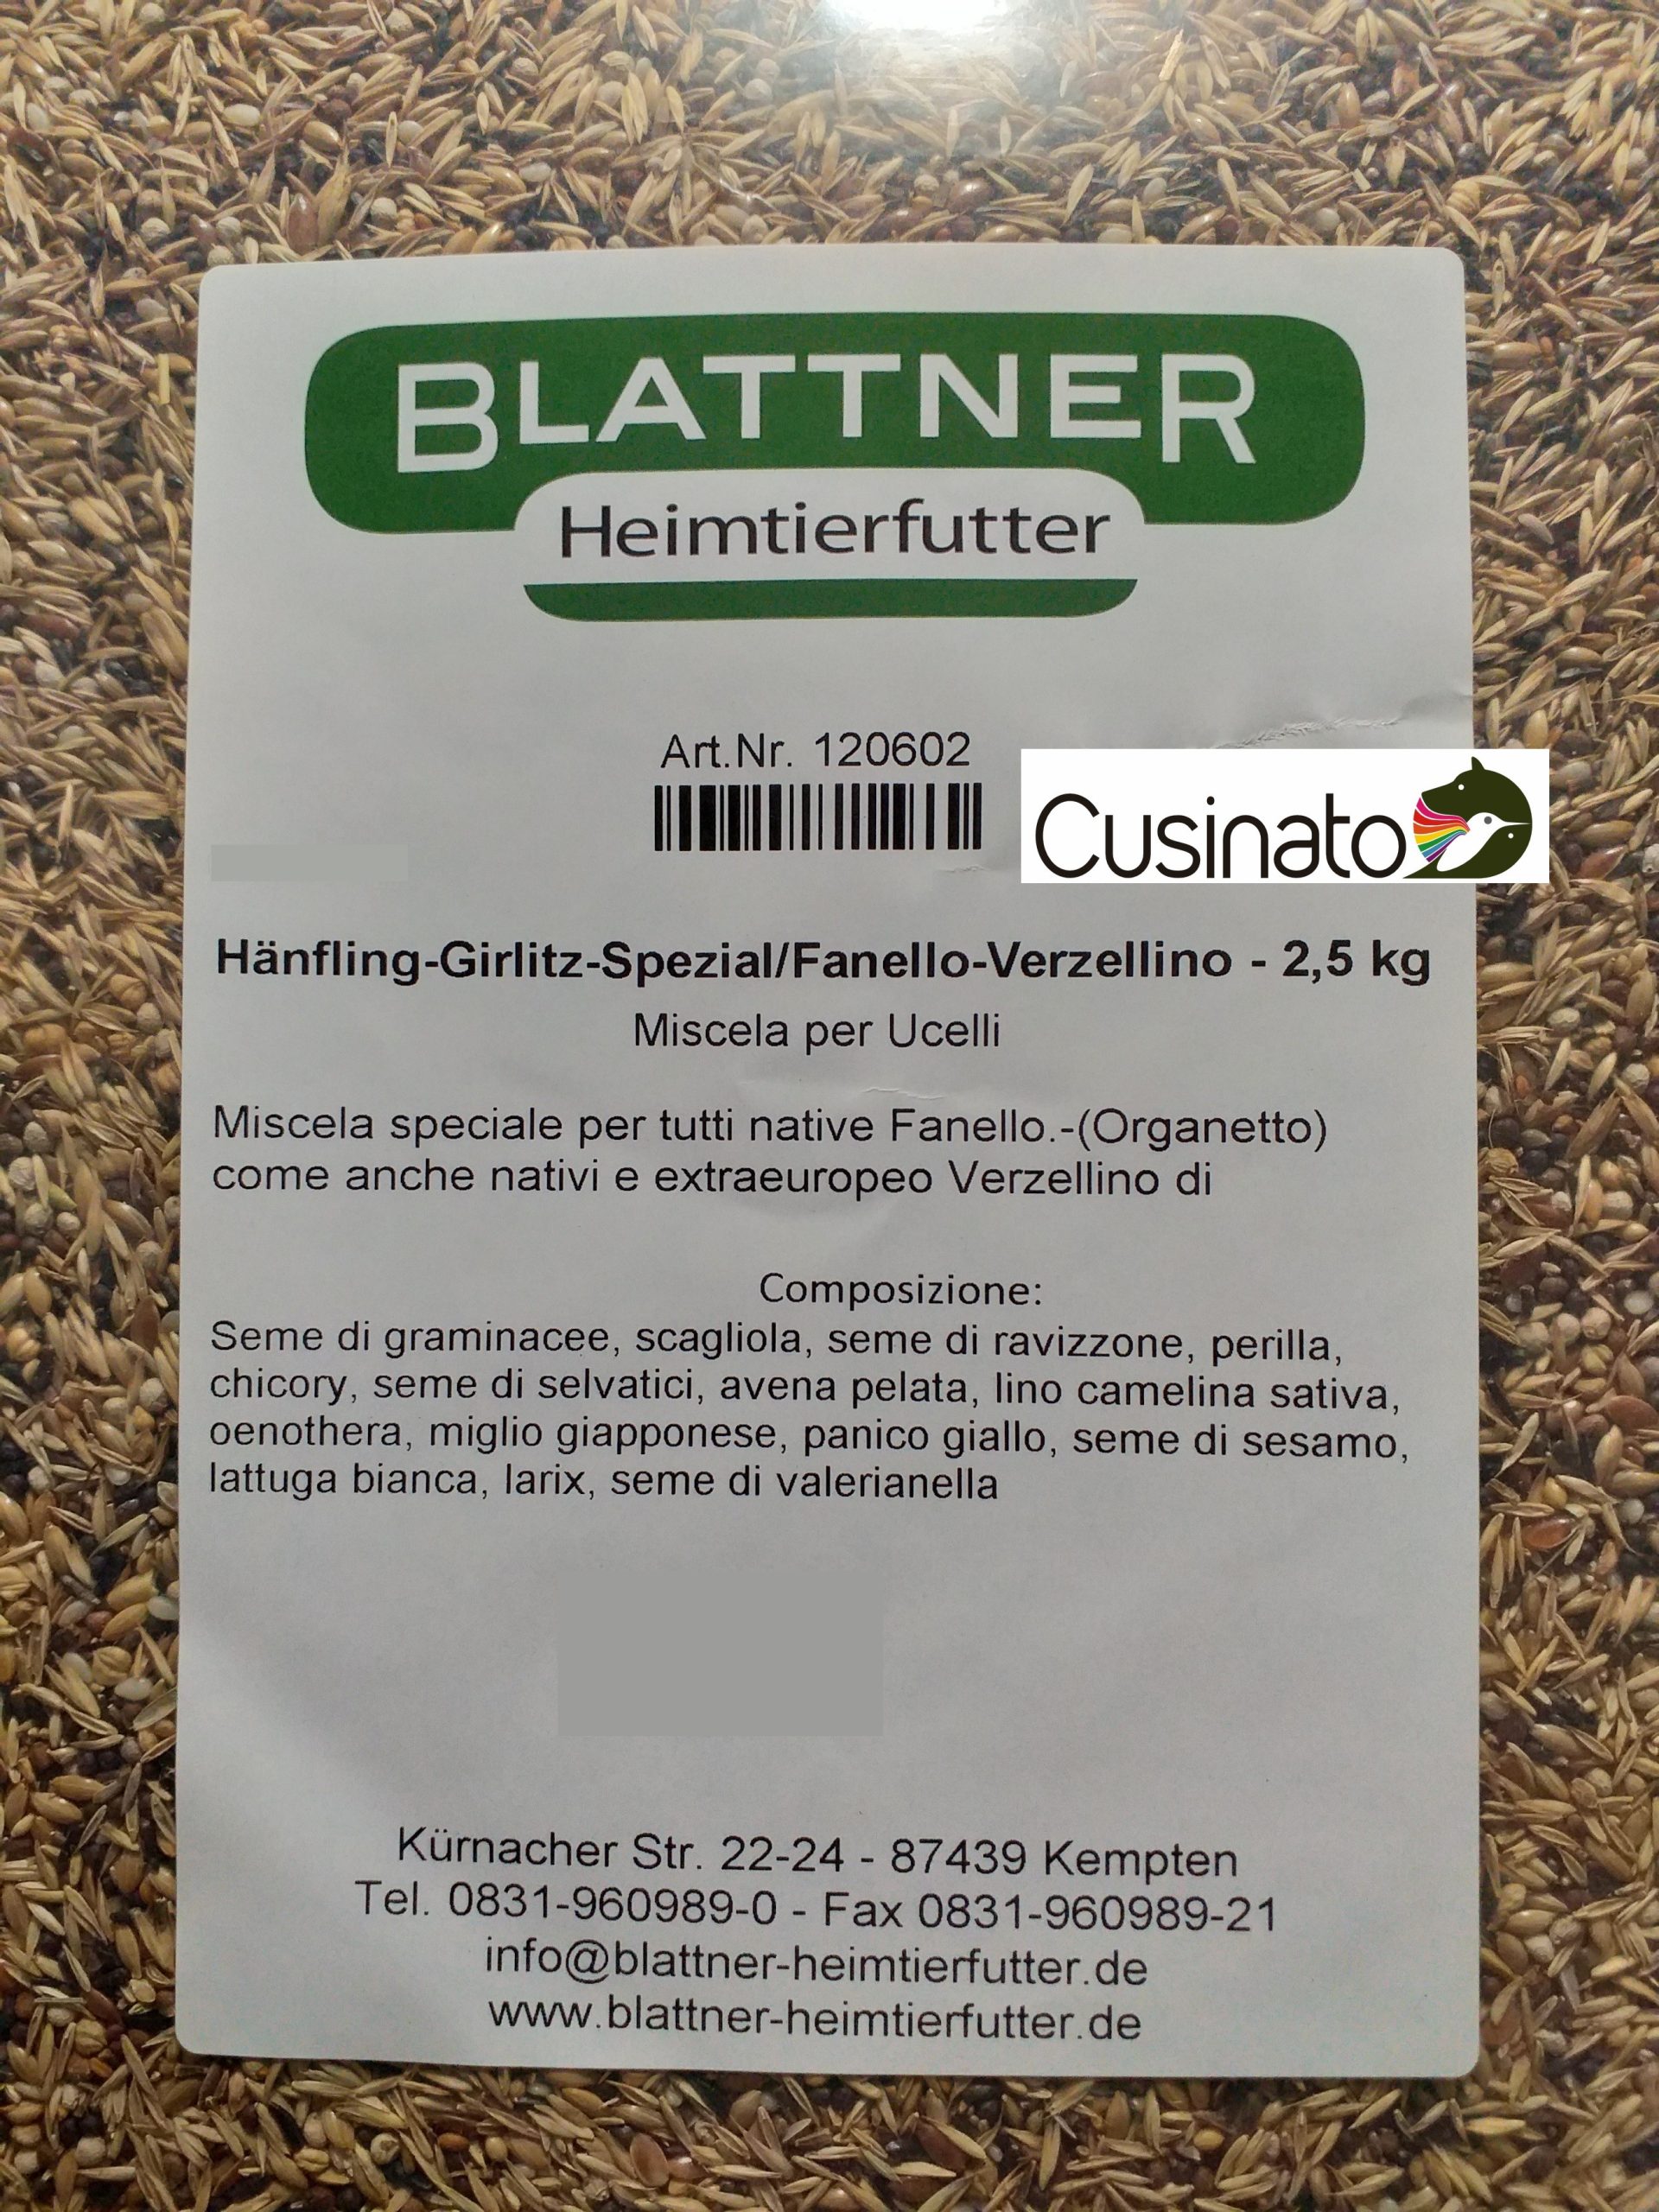 BLATTNER
Heimtierfutter
Art.Nr. 120602
Cusinato
Hänfling-Girlitz-Spezial/Fanello-Verzellino - 2,5 kg
Miscela per Ucelli
Miscela speciale per tutti native Fanello.-(Organetto)
come anche nativi e extraeuropeo Verzellino di
Composizione:
Seme di graminacee, scagliola, seme di ravizzone, perilla,
chicory, seme di selvatici, avena pelata, lino camelina sativa,
oenothera, miglio giapponese, panico giallo, seme di sesamo,
lattuga bianca, larix, seme di valerianella
Kürnacher Str. 22-24 - 87439 Kempten
Tel. 0831-960989-0 - Fax 0831-960989-21
info@blattner-heimtierfutter.de
www.blattner-heimtierfutter.de